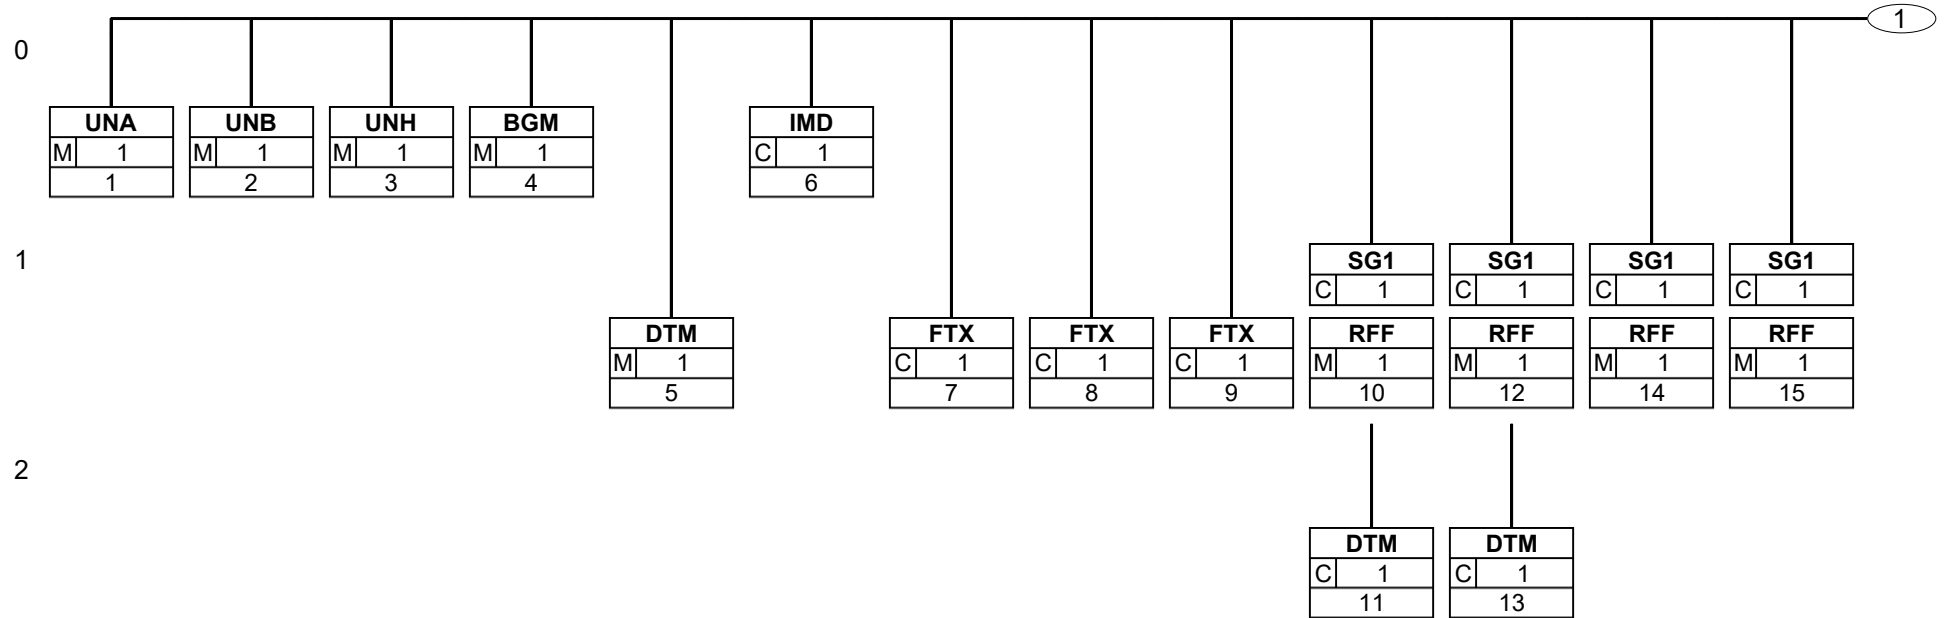 1
0
UNA UNB UNH BGM IMD
M 1 M 1 M 1 M 1 C 1
1 2 3 4 6
1 SG1 SG1 SG1 SG1
C 1 C 1 C 1 C 1
DTM FTX FTX FTX RFF RFF RFF RFF
M 1 C 1 C 1 C 1 M 1 M 1 M 1 M 1
5 7 8 9 10 12 14 15
2
DTM DTM
C 1 C 1
11 13